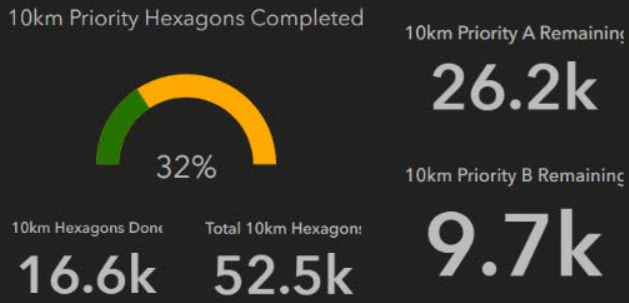 10km Priority Hexagons Completed
32%
10km Hexagons Done
16.6k
Total 10km Hexagons
52.5k
10km Priority A Remaining
26.2k
10km Priority B Remaining
9.7k